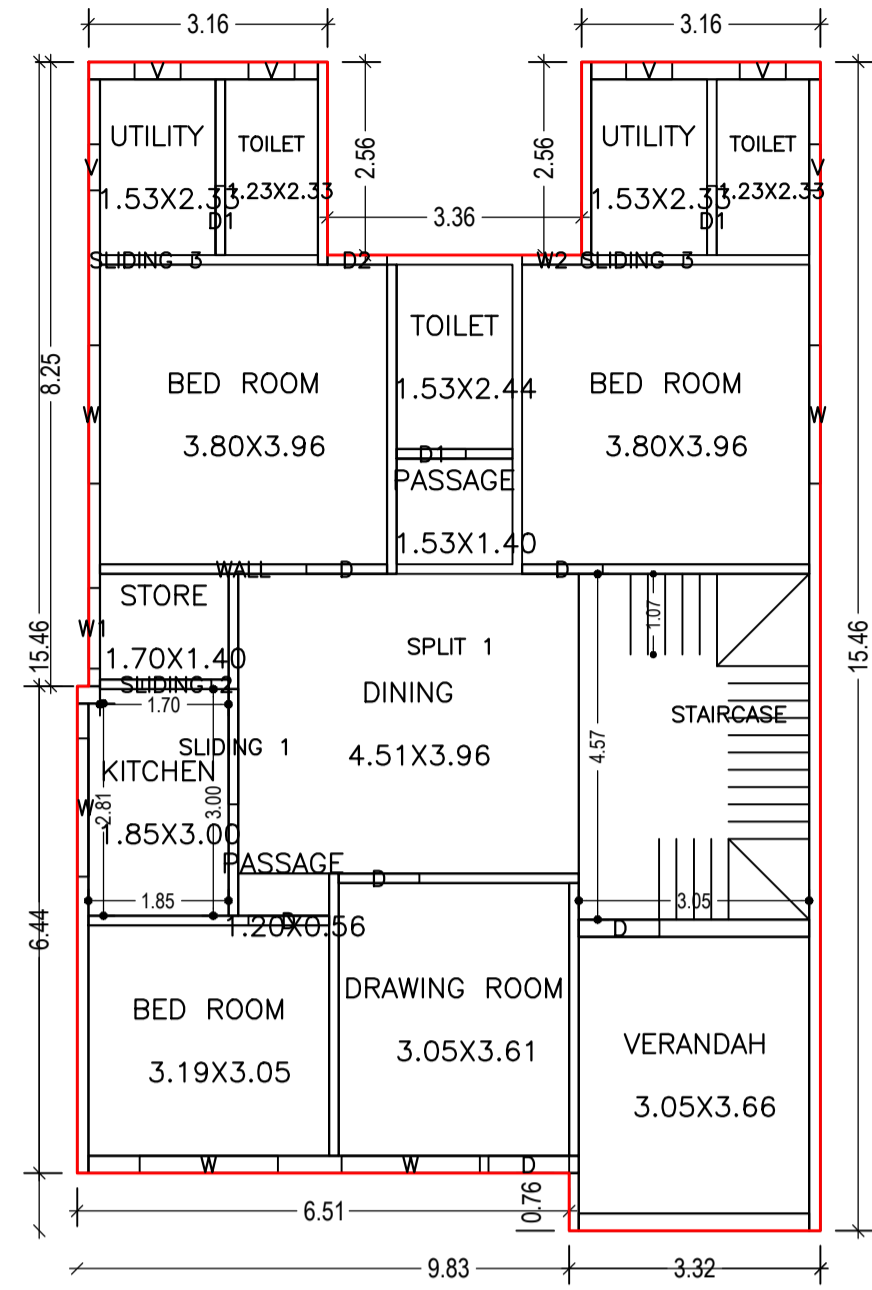 3.16
3.16
V
V
V
V
UTILITY
TOILET
2.56
2.56
UTILITY
TOILET
V
V
1.53X2.33
1.23X2.33
1.53X2.33
1.23X2.33
D1
3.36
D1
SLIDING 3
D2
W2
SLIDING 3
TOILET
8.25
BED ROOM
1.53X2.44
BED ROOM
W
W
3.80X3.96
3.80X3.96
D1
PASSAGE
1.53X1.40
WALL
D
D
STORE
1.07
W1
15.46
SPLIT 1
15.46
1.70X1.40
SLIDING 2
DINING
1.70
STAIRCASE
SLIDING 1
4.51X3.96
4.57
KITCHEN
W
2.81
3.00
1.85X3.00
PASSAGE
D
1.85
3.05
D
1.20X0.56
D
6.44
DRAWING ROOM
BED ROOM
VERANDAH
3.05X3.61
3.19X3.05
3.05X3.66
W
W
D
0.76
6.51
9.83
3.32